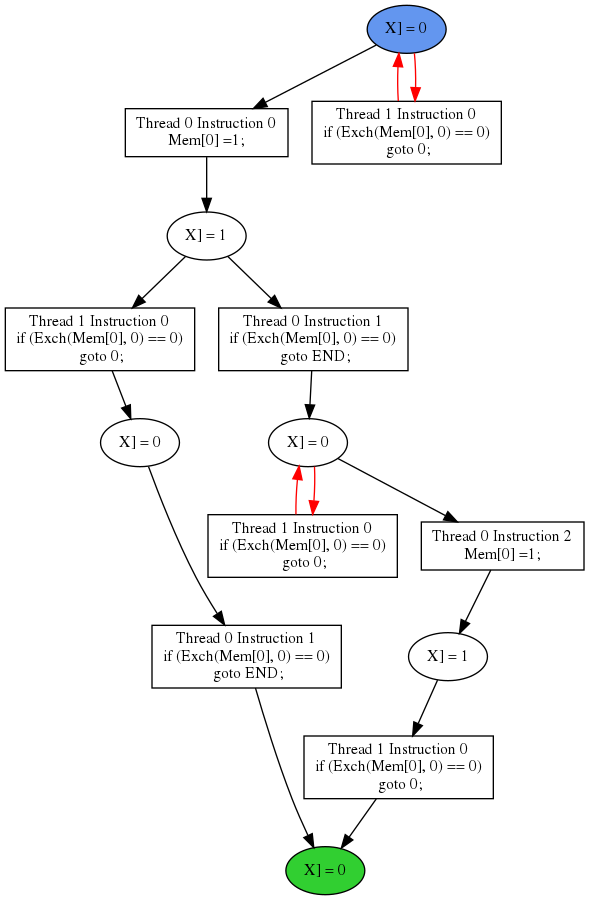 X] = 0
Thread 0 Instruction 0
Mem[0] =1;
Thread 1 Instruction 0
if (Exch(Mem[0], 0) == 0)
goto 0;
X] = 1
Thread 1 Instruction 0
if (Exch(Mem[0], 0) == 0)
goto 0;
Thread 0 Instruction 1
if (Exch(Mem[0], 0) == 0)
goto END;
X] = 0
X] = 0
Thread 1 Instruction 0
if (Exch(Mem[0], 0) == 0)
goto 0;
Thread 0 Instruction 2
Mem[0] =1;
Thread 0 Instruction 1
if (Exch(Mem[0], 0) == 0)
goto END;
X] = 1
Thread 1 Instruction 0
if (Exch(Mem[0], 0) == 0)
goto 0;
X] = 0